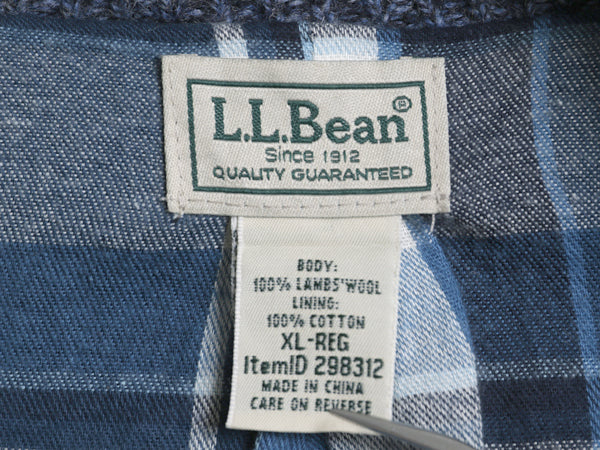 L.L.Bean®
Since 1912
QUALITY GUARANTEED
BODY:
100% LAMBS'WOOL
LINING:
100% COTTON
XL-REG
ItemID 298312
MADE IN CHINA
CARE ON REVERSE